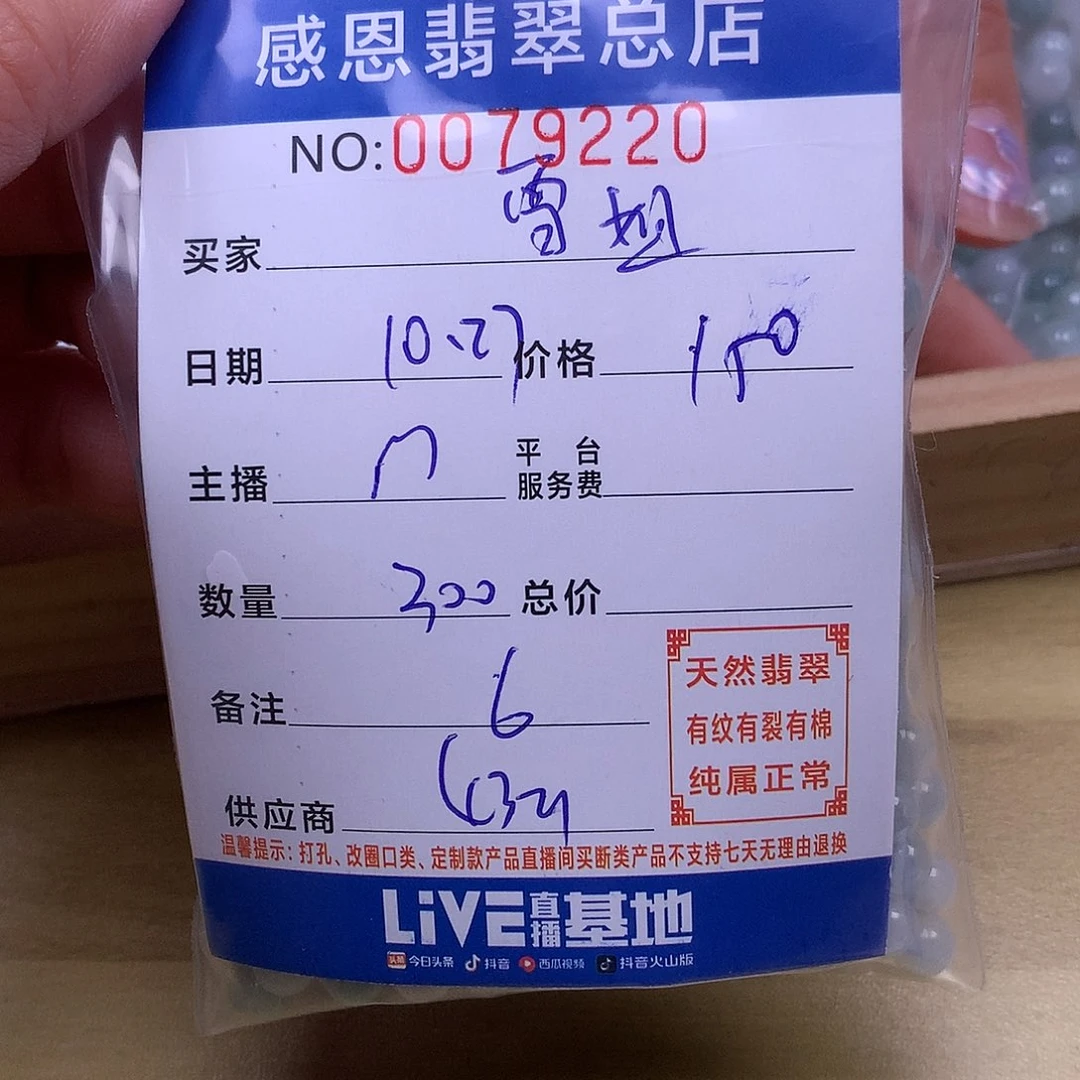 感恩翡翠总店
NO:0079220
买家
日期 10.27 价格 150
主播
平台
服务费
数量 300 总价
备注 6
供应商
天然翡翠
有纹有裂有棉
纯属正常
温馨提示：打孔、改圈口类、定制款产品直播间买断类产品不支持七天无理由退换
LiVE直播基地
头条 今日头条 抖音 西瓜视频 抖音火山版